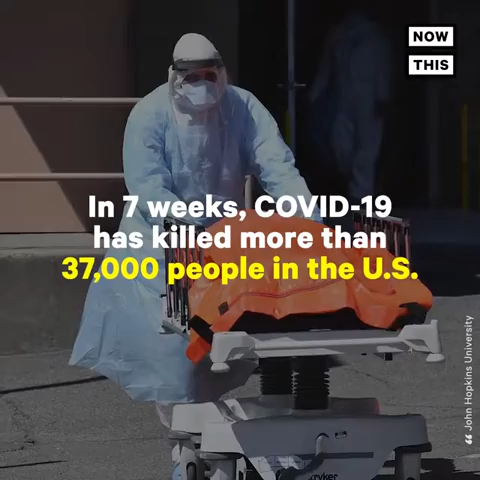 NOW
THIS
In 7 weeks, COVID-19
has killed more than
37,000 people in the U.S.
❝ John Hopkins University